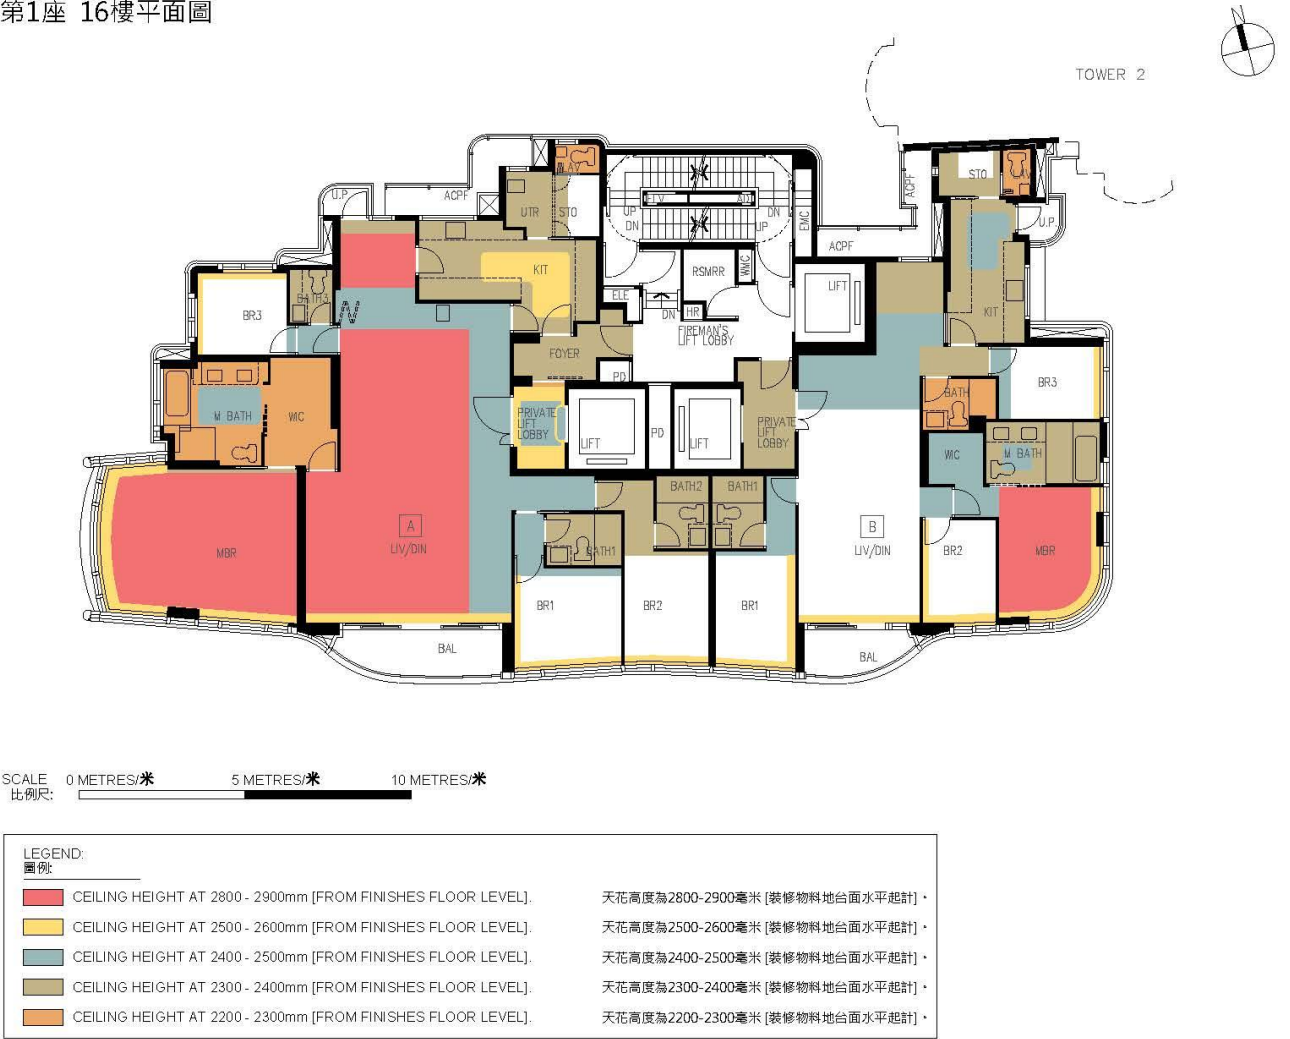 第1座 16樓平面圖
N
TOWER 2
U.P.
ACPF
LAV
UTR
STO
UP
DN
DN
UP
EMC
ACPF
ACPF
STO
U.P.
KIT
BR3
BATH3
ELE
RSMRR
WMC
HR
DN
FIREMAN'S
LIFT LOBBY
LIFT
KIT
FOYER
PD
BR3
M BATH
WIC
PRIVATE
LIFT
LOBBY
LIFT
PD
LIFT
PRIVATE
LIFT
LOBBY
BATH
WIC
M BATH
A
LIV/DIN
MBR
BATH2
BATH1
BATH1
B
LIV/DIN
BR2
MBR
BR1
BR2
BR1
BAL
BAL
SCALE
比例尺:
0 METRES/米
5 METRES/米
10 METRES/米
LEGEND:
圖例:
CEILING HEIGHT AT 2800 - 2900mm [FROM FINISHES FLOOR LEVEL]. 天花高度為2800-2900毫米 [裝修物料地台面水平起計]。
CEILING HEIGHT AT 2500 - 2600mm [FROM FINISHES FLOOR LEVEL]. 天花高度為2500-2600毫米 [裝修物料地台面水平起計]。
CEILING HEIGHT AT 2400 - 2500mm [FROM FINISHES FLOOR LEVEL]. 天花高度為2400-2500毫米 [裝修物料地台面水平起計]。
CEILING HEIGHT AT 2300 - 2400mm [FROM FINISHES FLOOR LEVEL]. 天花高度為2300-2400毫米 [裝修物料地台面水平起計]。
CEILING HEIGHT AT 2200 - 2300mm [FROM FINISHES FLOOR LEVEL]. 天花高度為2200-2300毫米 [裝修物料地台面水平起計]。